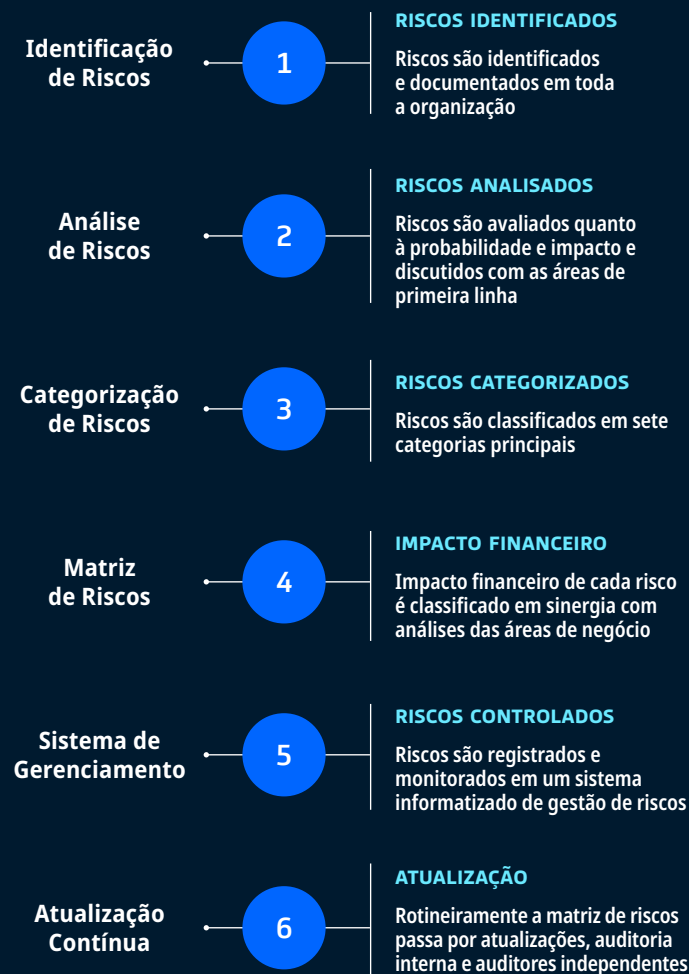 Identificação
de Riscos
1
RISCOS IDENTIFICADOS
Riscos são identificados
e documentados em toda
a organização
Análise
de Riscos
2
RISCOS ANALISADOS
Riscos são avaliados quanto
à probabilidade e impacto e
discutidos com as áreas de
primeira linha
Categorização
de Riscos
3
RISCOS CATEGORIZADOS
Riscos são classificados em sete
categorias principais
Matriz
de Riscos
4
IMPACTO FINANCEIRO
Impacto financeiro de cada risco
é classificado em sinergia com
análises das áreas de negócio
Sistema de
Gerenciamento
5
RISCOS CONTROLADOS
Riscos são registrados e
monitorados em um sistema
informatizado de gestão de riscos
Atualização
Contínua
6
ATUALIZAÇÃO
Rotineiramente a matriz de riscos
passa por atualizações, auditoria
interna e auditores independentes